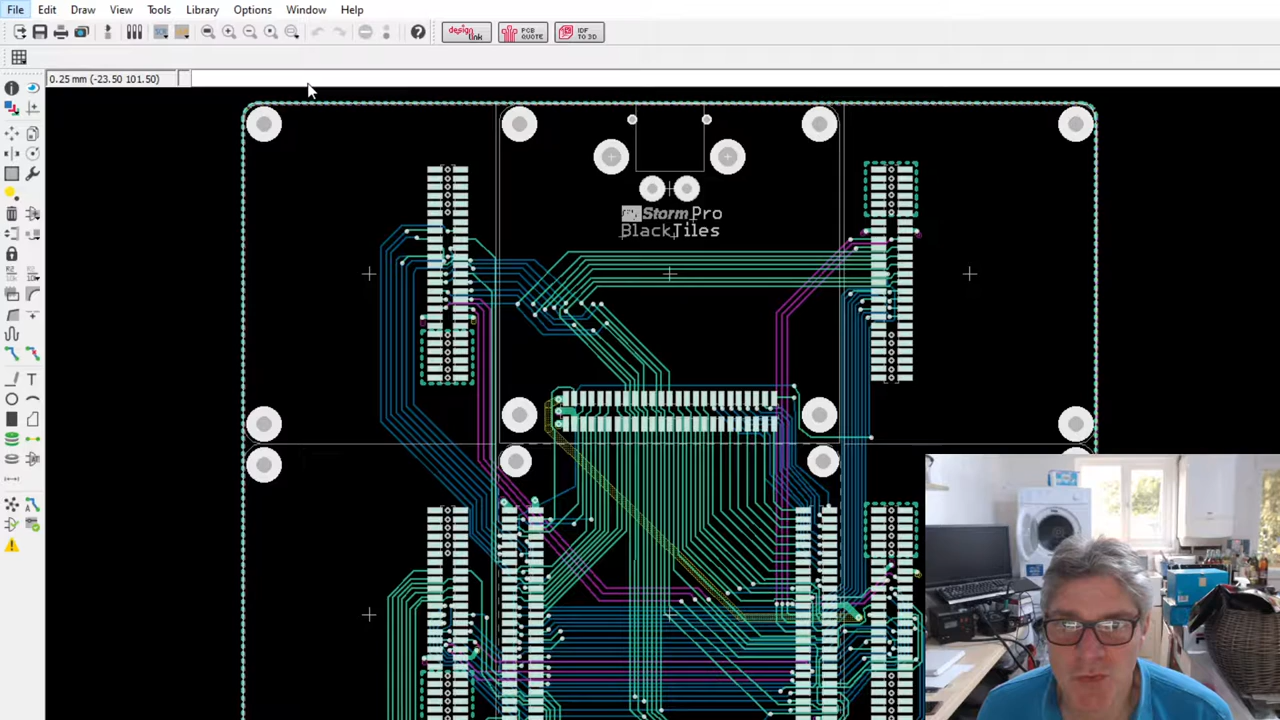 File Edit Draw View Tools Library Options Window Help
design link PCB QUOTE IDF TO 3D
0.25 mm (-23.50 101.50)
my Storm Pro
BlackTiles